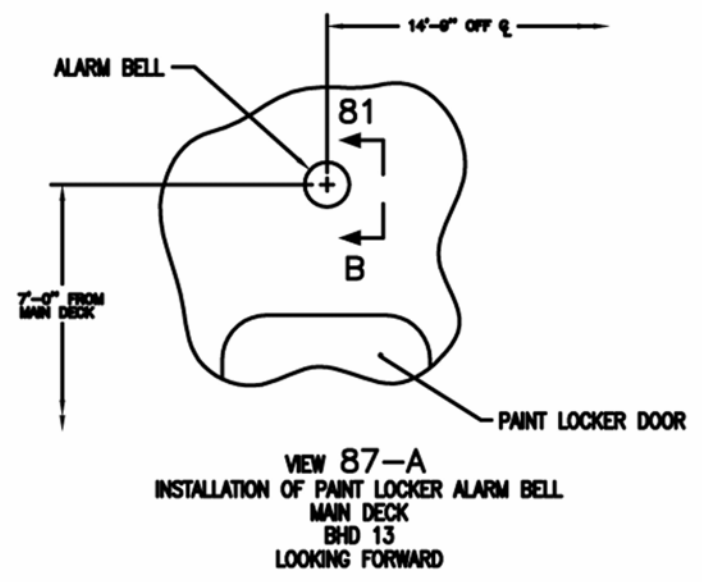 14'-9" OFF ℄
ALARM BELL
81
B
7'-0" FROM
MAIN DECK
PAINT LOCKER DOOR
VIEW 87-A
INSTALLATION OF PAINT LOCKER ALARM BELL
MAIN DECK
BHD 13
LOOKING FORWARD